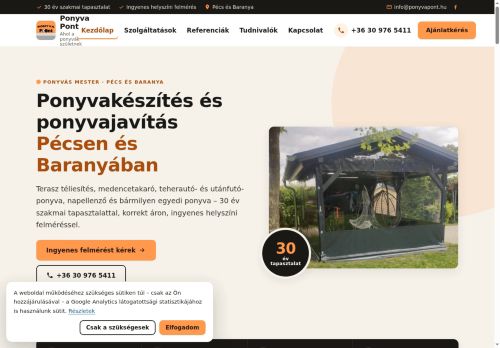 30 év szakmai tapasztalat
Ingyenes helyszíni felmérés
Pécs és Baranya
info@ponyvapont.hu
Ponyva Pont
Ahol a ponyvák születnek
Kezdőlap
Szolgáltatások
Referenciák
Tudnivalók
Kapcsolat
+36 30 976 5411
Ajánlatkérés
PONYVÁS MESTER · PÉCS ÉS BARANYA
Ponyvakészítés és
ponyvajavítás
Pécsen és
Baranyában
Terasz téliesítés, medencetakaró, teherautó- és utánfutó-
ponyva, napellenző és bármilyen egyedi ponyva – 30 év
szakmai tapasztalattal, korrekt áron, ingyenes helyszíni
felméréssel.
Ingyenes felmérést kérek →
+36 30 976 5411
30
év
tapasztalat
A weboldal működéséhez szükséges sütiken túl – csak az Ön
hozzájárulásával – a Google Analytics látogatottsági statisztikájához
is használunk sütit. Részletek
Csak a szükségesek
Elfogadom